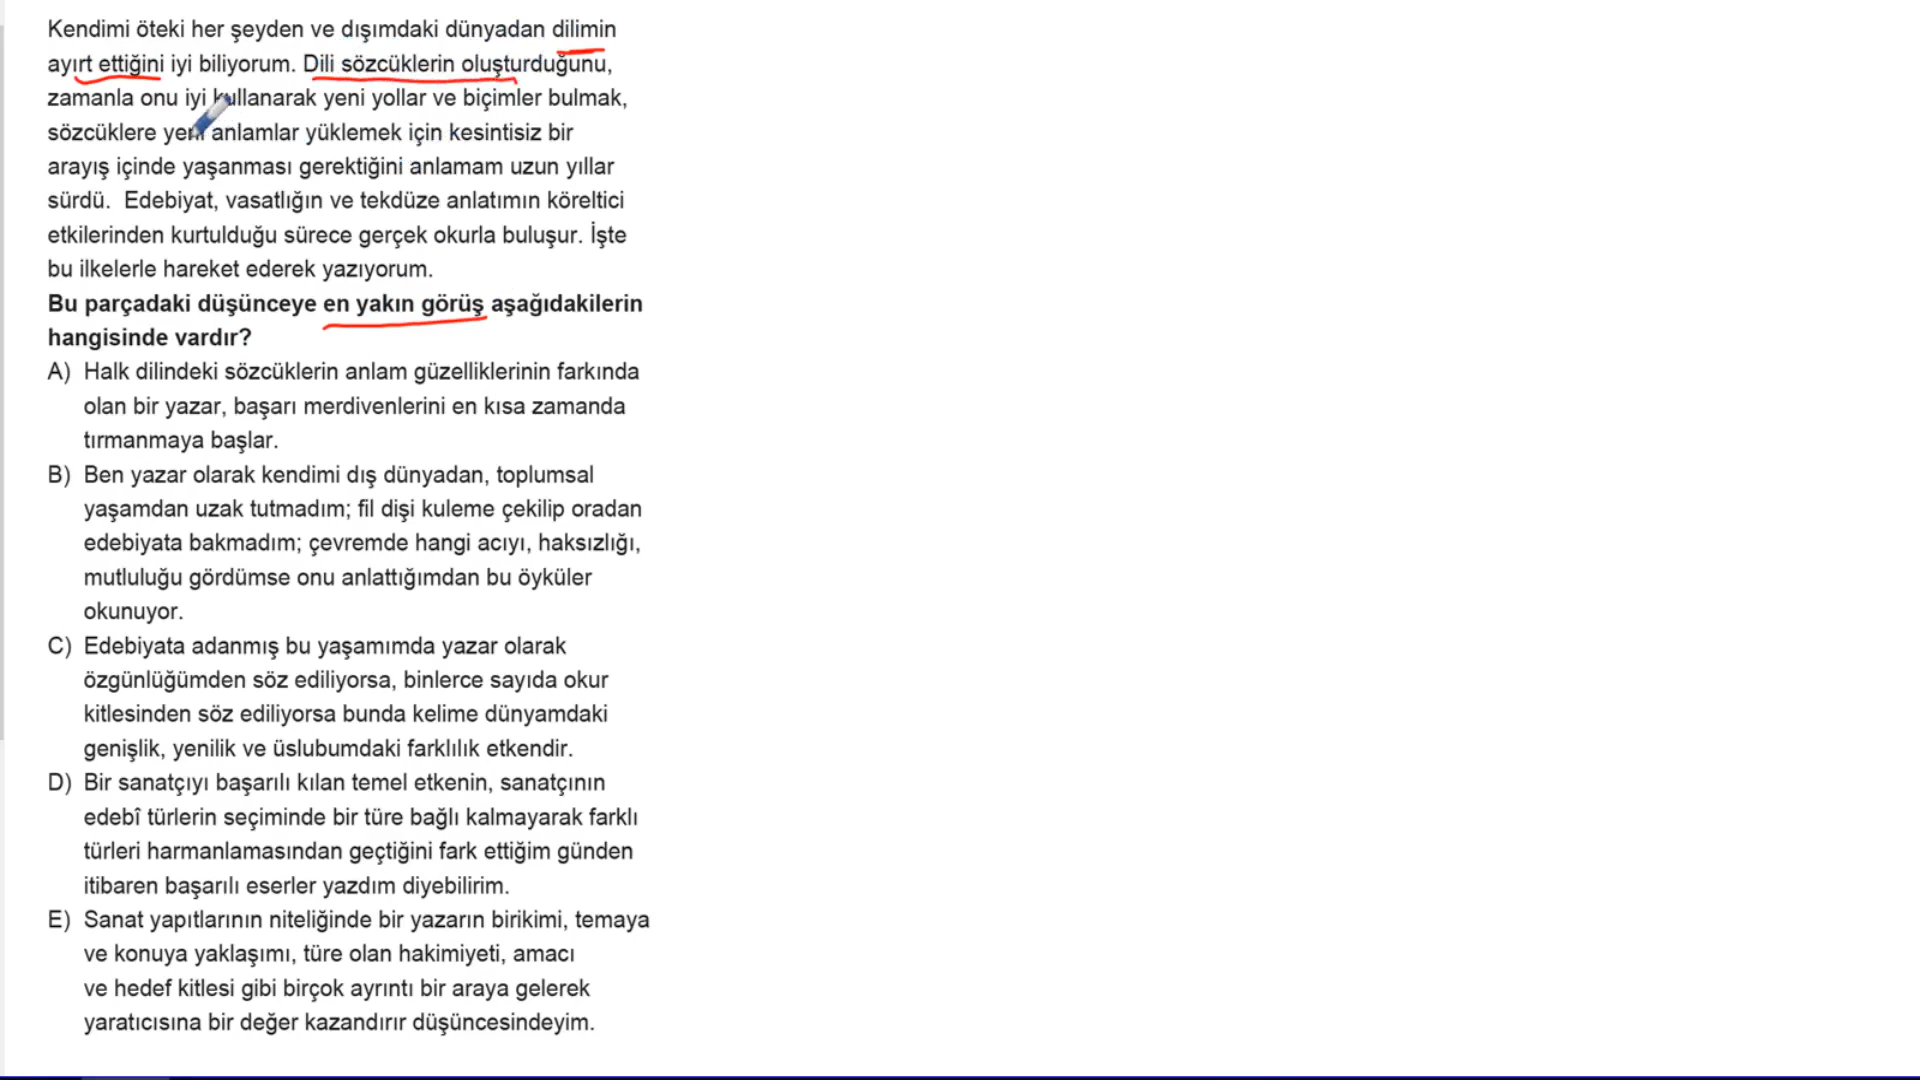 Kendimi öteki her şeyden ve dışımdaki dünyadan dilimin
ayırt ettiğini iyi biliyorum. Dili sözcüklerin oluşturduğunu,
zamanla onu iyi kullanarak yeni yollar ve biçimler bulmak,
sözcüklere yeni anlamlar yüklemek için kesintisiz bir
arayış içinde yaşanması gerektiğini anlamam uzun yıllar
sürdü. Edebiyat, vasatlığın ve tekdüze anlatımın köreltici
etkilerinden kurtulduğu sürece gerçek okurla buluşur. İşte
bu ilkelerle hareket ederek yazıyorum.
Bu parçadaki düşünceye en yakın görüş aşağıdakilerin
hangisinde vardır?
A) Halk dilindeki sözcüklerin anlam güzelliklerinin farkında
olan bir yazar, başarı merdivenlerini en kısa zamanda
tırmanmaya başlar.
B) Ben yazar olarak kendimi dış dünyadan, toplumsal
yaşamdan uzak tutmadım; fil dişi kuleme çekilip oradan
edebiyata bakmadım; çevremde hangi acıyı, haksızlığı,
mutluluğu gördümse onu anlattığımdan bu öyküler
okunuyor.
C) Edebiyata adanmış bu yaşamımda yazar olarak
özgünlüğümden söz ediliyorsa, binlerce sayıda okur
kitlesinden söz ediliyorsa bunda kelime dünyamdaki
genişlik, yenilik ve üslubumdaki farklılık etkendir.
D) Bir sanatçıyı başarılı kılan temel etkenin, sanatçının
edebî türlerin seçiminde bir türe bağlı kalmayarak farklı
türleri harmanlamasından geçtiğini fark ettiğim günden
itibaren başarılı eserler yazdım diyebilirim.
E) Sanat yapıtlarının niteliğinde bir yazarın birikimi, temaya
ve konuya yaklaşımı, türe olan hakimiyeti, amacı
ve hedef kitlesi gibi birçok ayrıntı bir araya gelerek
yaratıcısına bir değer kazandırır düşüncesindeyim.